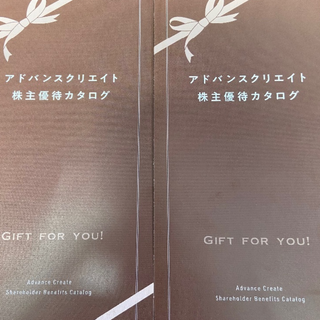 アドバンスクリエイト
株主優待カタログ
GIFT FOR YOU!
Advance Create
Shareholder Benefits Catalog
アドバンスクリエイト
株主優待カタログ
GIFT FOR YOU!
Advance Create
Shareholder Benefits Catalog